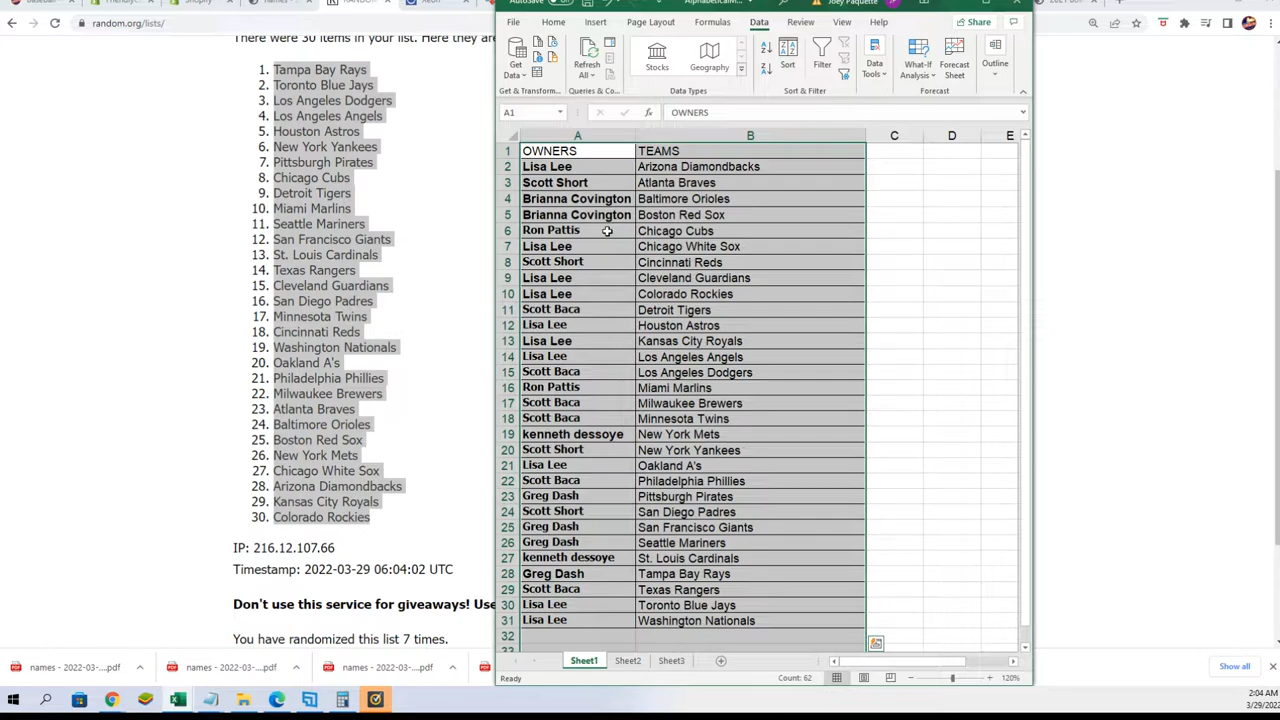 random.org/lists/
There were 30 items in your list. Here they are
1. Tampa Bay Rays
2. Toronto Blue Jays
3. Los Angeles Dodgers
4. Los Angeles Angels
5. Houston Astros
6. New York Yankees
7. Pittsburgh Pirates
8. Chicago Cubs
9. Detroit Tigers
10. Miami Marlins
11. Seattle Mariners
12. San Francisco Giants
13. St. Louis Cardinals
14. Texas Rangers
15. Cleveland Guardians
16. San Diego Padres
17. Minnesota Twins
18. Cincinnati Reds
19. Washington Nationals
20. Oakland A's
21. Philadelphia Phillies
22. Milwaukee Brewers
23. Atlanta Braves
24. Baltimore Orioles
25. Boston Red Sox
26. New York Mets
27. Chicago White Sox
28. Arizona Diamondbacks
29. Kansas City Royals
30. Colorado Rockies
IP: 216.12.107.66
Timestamp: 2022-03-29 06:04:02 UTC
Don't use this service for giveaways! Use
You have randomized this list 7 times.
File Home Insert Page Layout Formulas Data Review View Help Share
Get Data Refresh All Stocks Geography Sort Filter Data Tools What-If Analysis Forecast Sheet Outline
Get & Transform... Queries & Co... Data Types Sort & Filter Forecast
A1 fx OWNERS
A B C D E
1 OWNERS TEAMS
2 Lisa Lee Arizona Diamondbacks
3 Scott Short Atlanta Braves
4 Brianna Covington Baltimore Orioles
5 Brianna Covington Boston Red Sox
6 Ron Pattis Chicago Cubs
7 Lisa Lee Chicago White Sox
8 Scott Short Cincinnati Reds
9 Lisa Lee Cleveland Guardians
10 Lisa Lee Colorado Rockies
11 Scott Baca Detroit Tigers
12 Lisa Lee Houston Astros
13 Lisa Lee Kansas City Royals
14 Lisa Lee Los Angeles Angels
15 Scott Baca Los Angeles Dodgers
16 Ron Pattis Miami Marlins
17 Scott Baca Milwaukee Brewers
18 Scott Baca Minnesota Twins
19 kenneth dessoye New York Mets
20 Scott Short New York Yankees
21 Lisa Lee Oakland A's
22 Scott Baca Philadelphia Phillies
23 Greg Dash Pittsburgh Pirates
24 Scott Short San Diego Padres
25 Greg Dash San Francisco Giants
26 Greg Dash Seattle Mariners
27 kenneth dessoye St. Louis Cardinals
28 Greg Dash Tampa Bay Rays
29 Scott Baca Texas Rangers
30 Lisa Lee Toronto Blue Jays
31 Lisa Lee Washington Nationals
32
Sheet1 Sheet2 Sheet3
Ready Count: 62 120%
names - 2022-03-....pdf names - 2022-03-....pdf names - 2022-03-....pdf Show all
2:04 AM
3/29/2022